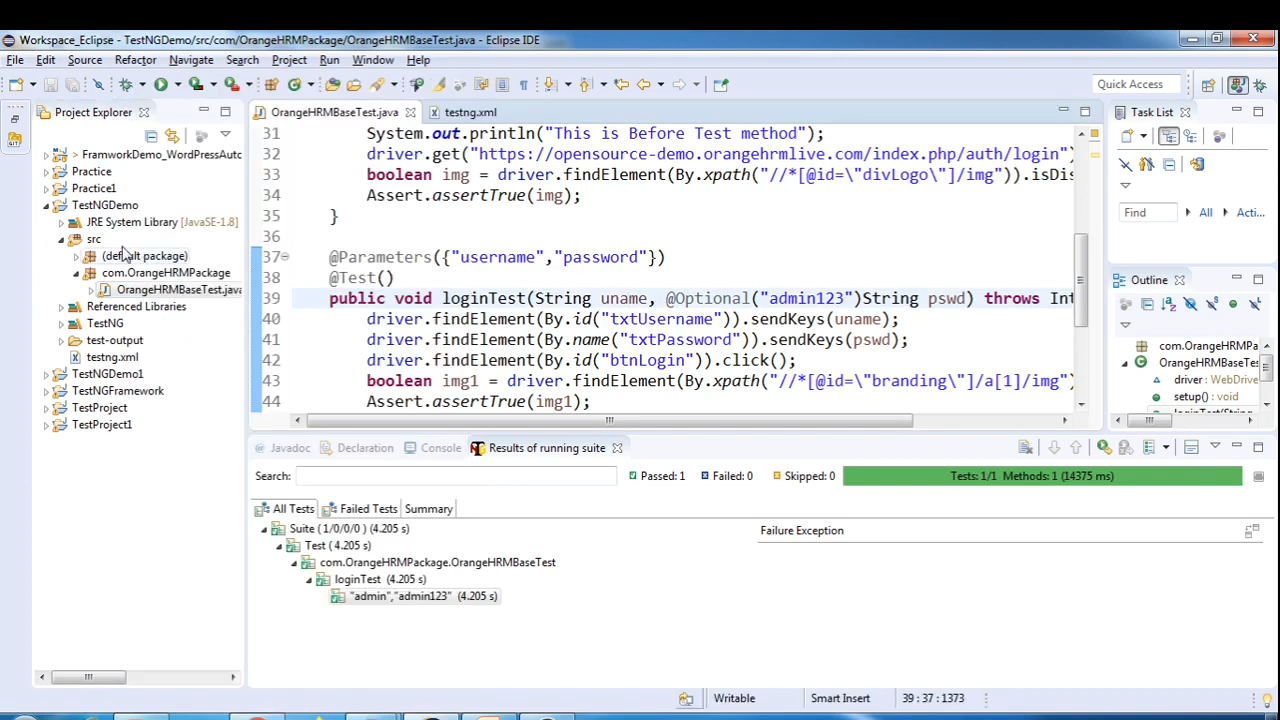 Workspace_Eclipse - TestNGDemo/src/com/OrangeHRMPackage/OrangeHRMBaseTest.java - Eclipse IDE
File Edit Source Refactor Navigate Search Project Run Window Help
Quick Access
Project Explorer
> FramworkDemo_WordPressAuto
Practice
Practice1
TestNGDemo
JRE System Library [JavaSE-1.8]
src
(default package)
com.OrangeHRMPackage
OrangeHRMBaseTest.java
Referenced Libraries
TestNG
test-output
testng.xml
TestNGDemo1
TestNGFramework
TestProject
TestProject1
OrangeHRMBaseTest.java testng.xml
31 System.out.println("This is Before Test method");
32 driver.get("https://opensource-demo.orangehrmlive.com/index.php/auth/login")
33 boolean img = driver.findElement(By.xpath("//*[@id=\"divLogo\"]/img")).isDis
34 Assert.assertTrue(img);
35 }
36
37 @Parameters({"username","password"})
38 @Test()
39 public void loginTest(String uname, @Optional("admin123")String pswd) throws Int
40 driver.findElement(By.id("txtUsername")).sendKeys(uname);
41 driver.findElement(By.name("txtPassword")).sendKeys(pswd);
42 driver.findElement(By.id("btnLogin")).click();
43 boolean img1 = driver.findElement(By.xpath("//*[@id=\"branding\"]/a[1]/img")
44 Assert.assertTrue(img1);
Task List
Find All Acti...
Outline
com.OrangeHRMPa
OrangeHRMBaseTes
driver : WebDrive
setup() : void
loginTest(String
Javadoc Declaration Console Results of running suite
Search: Passed: 1 Failed: 0 Skipped: 0 Tests: 1/1 Methods: 1 (14375 ms)
All Tests Failed Tests Summary
Suite ( 1/0/0/0 ) (4.205 s)
Test ( 4.205 s)
com.OrangeHRMPackage.OrangeHRMBaseTest
loginTest (4.205 s)
"admin","admin123" (4.205 s)
Failure Exception
Writable Smart Insert 39 : 37 : 1373